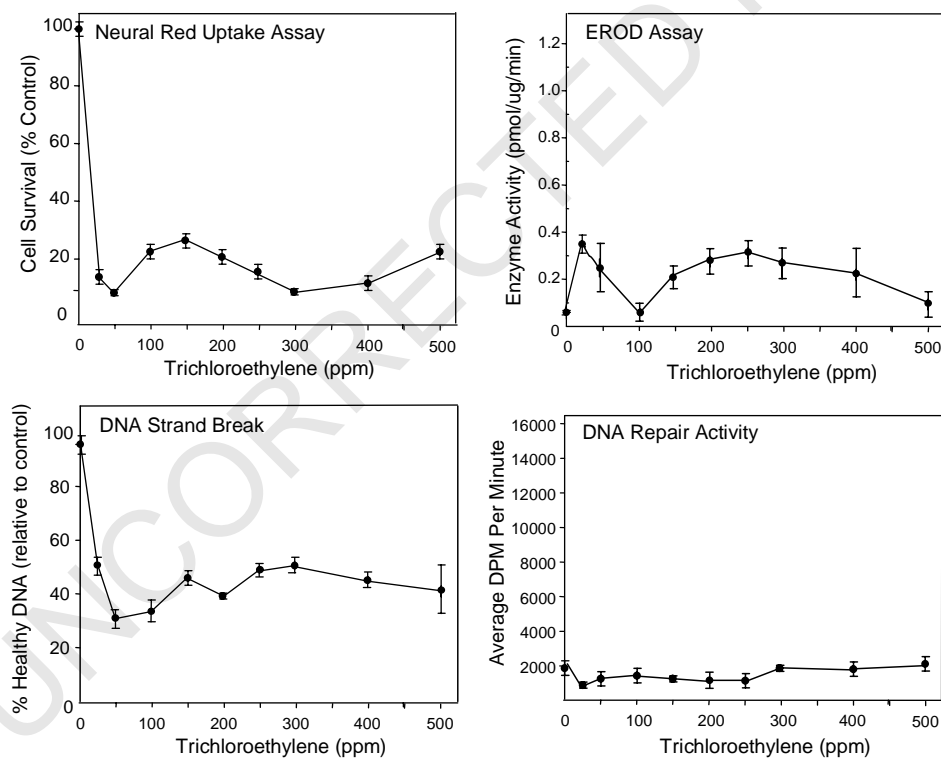 Neural Red Uptake Assay
Cell Survival (% Control)
100
80
60
40
20
0
0 100 200 300 400 500
Trichloroethylene (ppm)
EROD Assay
Enzyme Activity (pmol/ug/min)
1.2
1.0
0.8
0.6
0.4
0.2
0
0 100 200 300 400 500
Trichloroethylene (ppm)
DNA Strand Break
% Healthy DNA (relative to control)
100
80
60
40
20
0
0 100 200 300 400 500
Trichloroethylene (ppm)
DNA Repair Activity
Average DPM Per Minute
16000
14000
12000
10000
8000
6000
4000
2000
0 100 200 300 400 500
Trichloroethylene (ppm)
UNCORRECTED